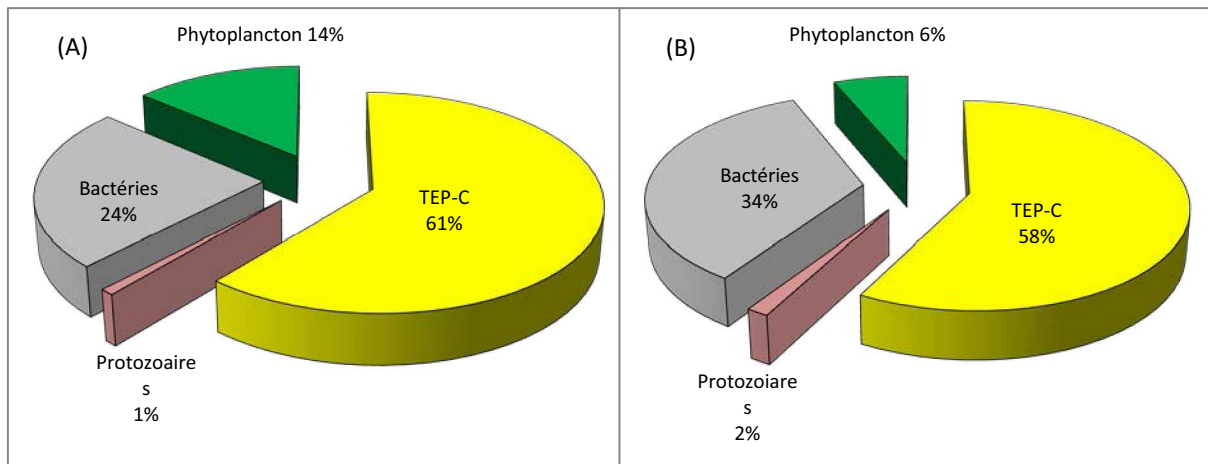 (A)
Phytoplancton 14%
Bactéries
24%
TEP-C
61%
Protozoaire
s
1%
(B)
Phytoplancton 6%
Bactéries
34%
TEP-C
58%
Protozoiare
s
2%